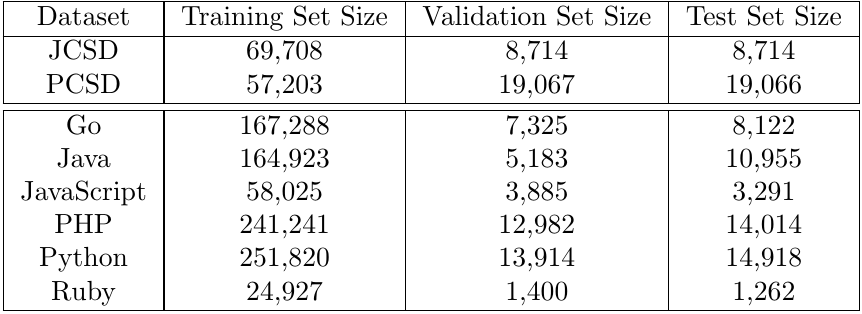 Dataset Training Set Size Validation Set Size Test Set Size
JCSD 69,708 8,714 8,714
PCSD 57,203 19,067 19,066
Go 167,288 7,325 8,122
Java 164,923 5,183 10,955
JavaScript 58,025 3,885 3,291
PHP 241,241 12,982 14,014
Python 251,820 13,914 14,918
Ruby 24,927 1,400 1,262